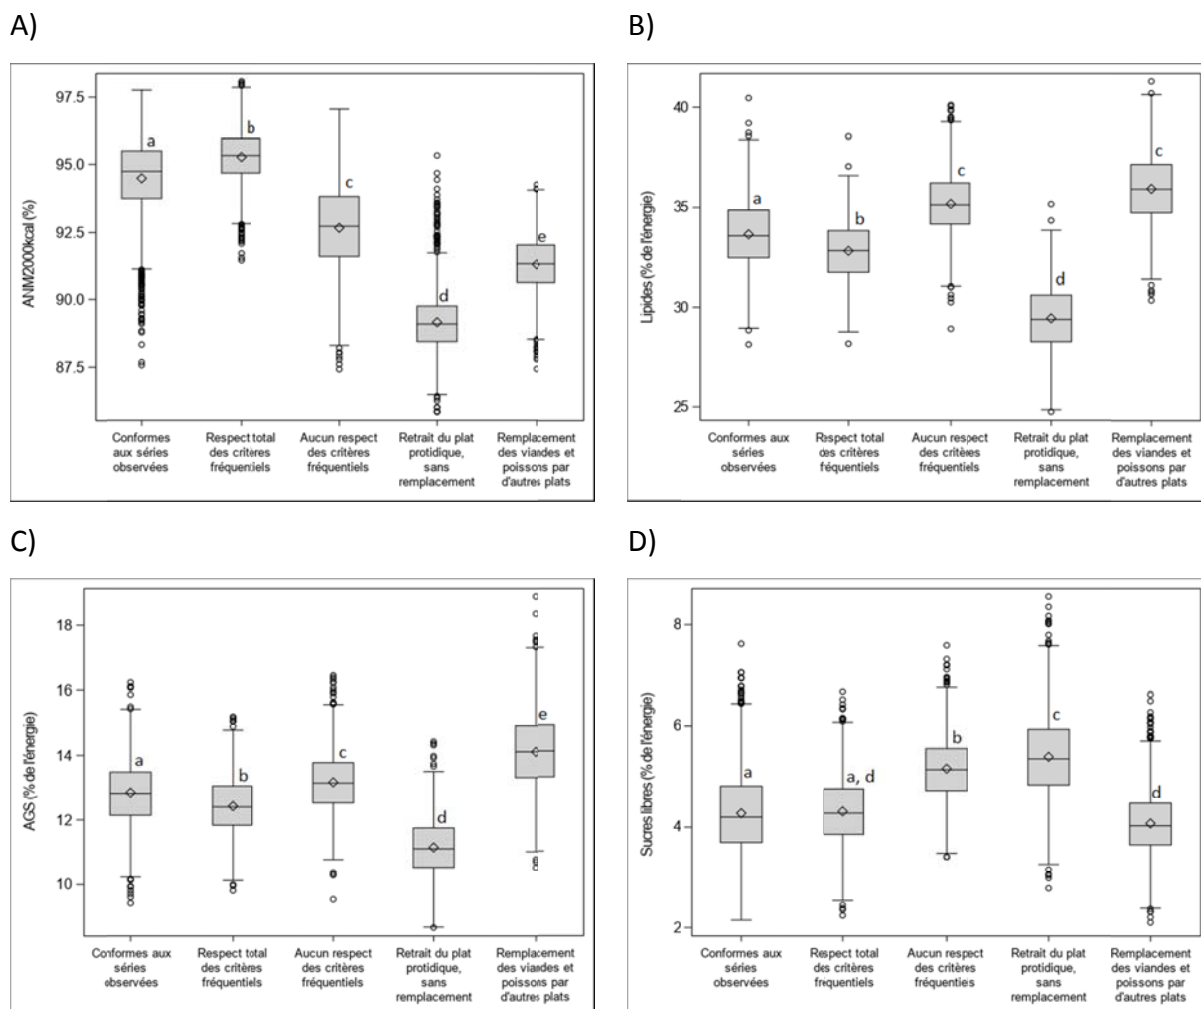 A)
B)
ANM/2000kcal (%)
97.5
95.0
92.5
90.0
87.5
a
b
c
d
e
Conformes aux séries observées
Respect total des critères fréquentiels
Aucun respect des critères fréquentiels
Retrait du plat protidique, sans remplacement
Remplacement des viandes et poissons par d'autres plats
Lipides (% de l'énergie)
40
35
30
25
a
b
c
d
c
Conformes aux séries observées
Respect total des critères fréquentiels
Aucun respect des critères fréquentiels
Retrait du plat protidique, sans remplacement
Remplacement des viandes et poissons par d'autres plats
C)
D)
AGS (% de l'énergie)
18
16
14
12
10
a
b
c
d
e
Conformes aux séries observées
Respect total des critères fréquentiels
Aucun respect des critères fréquentiels
Retrait du plat protidique, sans remplacement
Remplacement des viandes et poissons par d'autres plats
Sucres libres (% de l'énergie)
8
6
4
2
a
a, d
b
c
d
Conformes aux séries observées
Respect total des critères fréquentiels
Aucun respect des critères fréquenties
Retrait du plat protidique, sans remplacement
Remplacement des viandes et poissons par d'autres plats